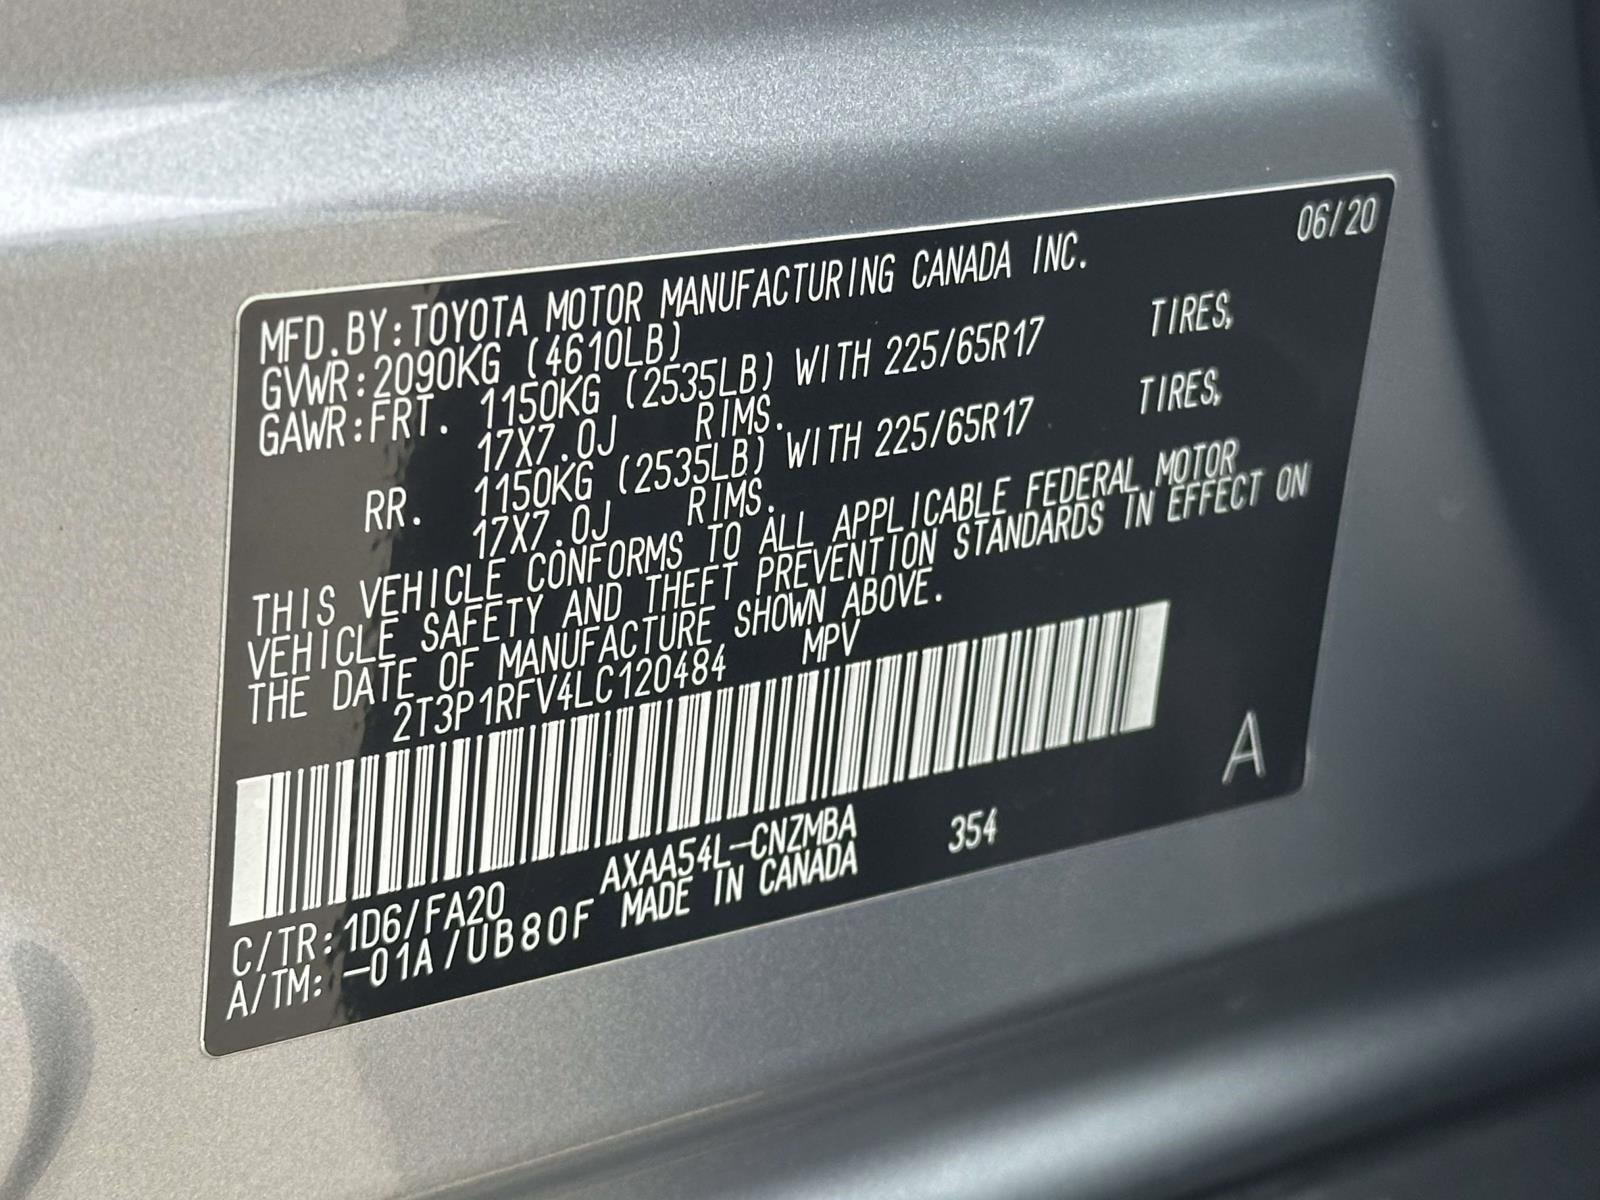 06/20
MFD.BY:TOYOTA MOTOR MANUFACTURING CANADA INC.
GVWR:2090KG (4610LB)
GAWR:FRT. 1150KG (2535LB) WITH 225/65R17 TIRES,
17X7.0J RIMS.
RR. 1150KG (2535LB) WITH 225/65R17 TIRES,
17X7.0J RIMS.
THIS VEHICLE CONFORMS TO ALL APPLICABLE FEDERAL MOTOR
VEHICLE SAFETY AND THEFT PREVENTION STANDARDS IN EFFECT ON
THE DATE OF MANUFACTURE SHOWN ABOVE.
2T3P1RFV4LC120484 MPV
A
AXAA54L-CNZMBA 354
C/TR:1D6/FA20 MADE IN CANADA
A/TM:-01A/UB80F